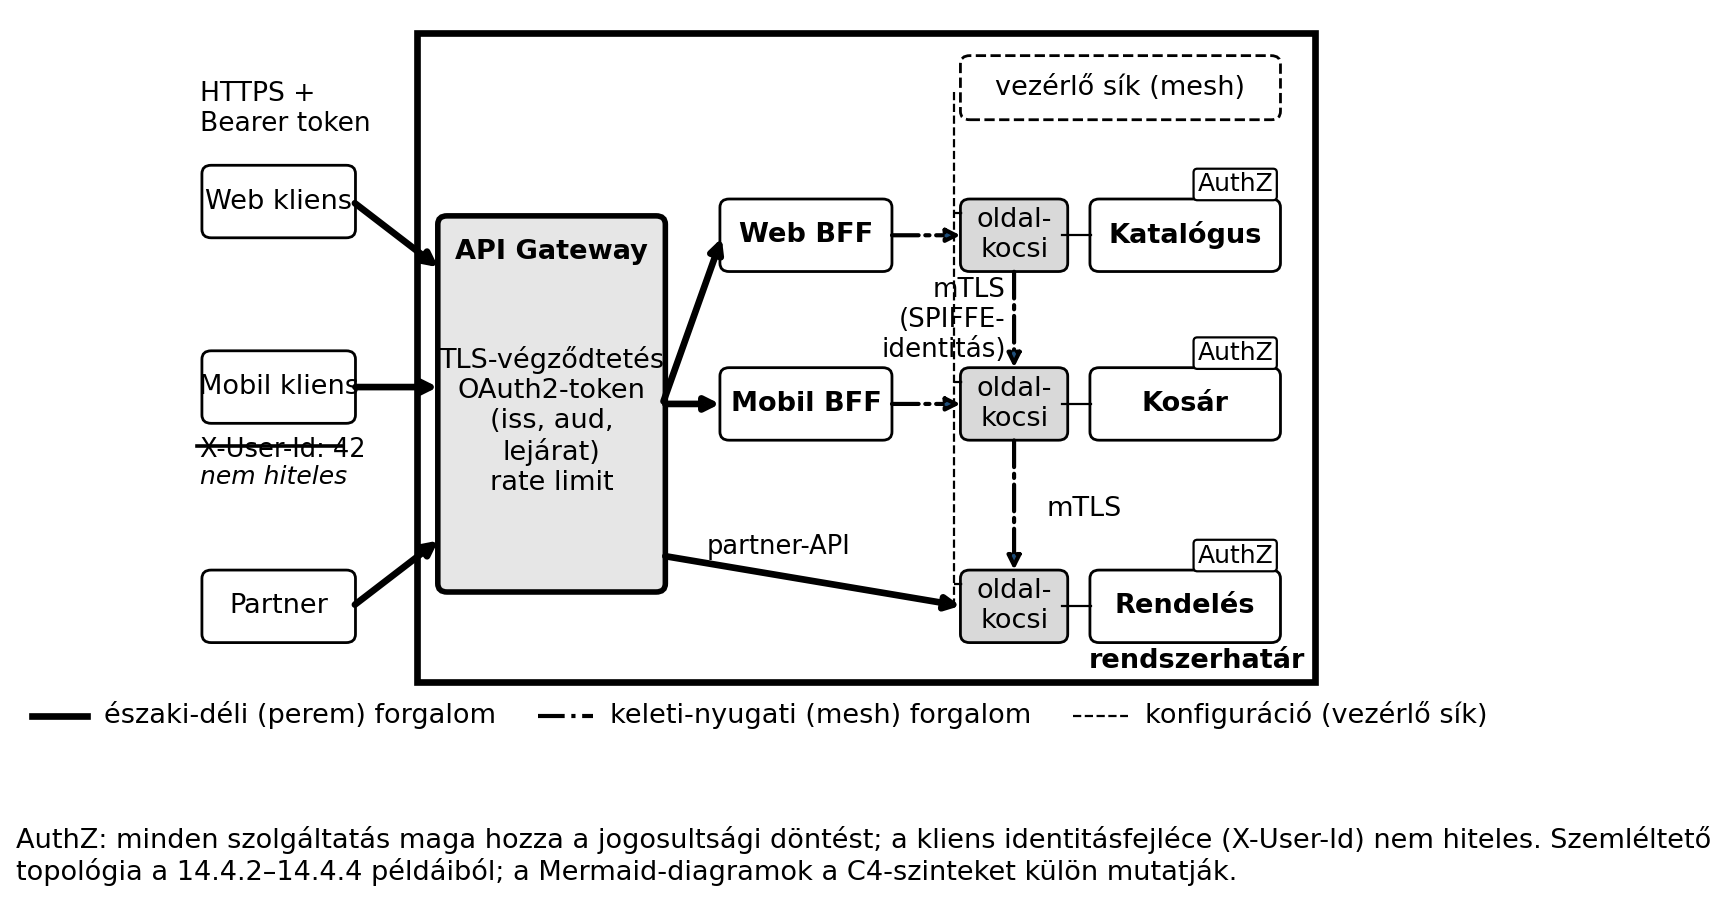 HTTPS +
Bearer token
Web kliens
Mobil kliens
X-User-Id: 42
nem hiteles
Partner
API Gateway
TLS-végződtetés
OAuth2-token
(iss, aud,
lejárat)
rate limit
Web BFF
Mobil BFF
partner-API
vezérlő sík (mesh)
oldal-
kocsi
AuthZ
Katalógus
mTLS
(SPIFFE-
identitás)
oldal-
kocsi
AuthZ
Kosár
mTLS
oldal-
kocsi
AuthZ
Rendelés
rendszerhatár
északi-déli (perem) forgalom
keleti-nyugati (mesh) forgalom
konfiguráció (vezérlő sík)
AuthZ: minden szolgáltatás maga hozza a jogosultsági döntést; a kliens identitásfejléce (X-User-Id) nem hiteles. Szemléltető
topológia a 14.4.2–14.4.4 példáiból; a Mermaid-diagramok a C4-szinteket külön mutatják.